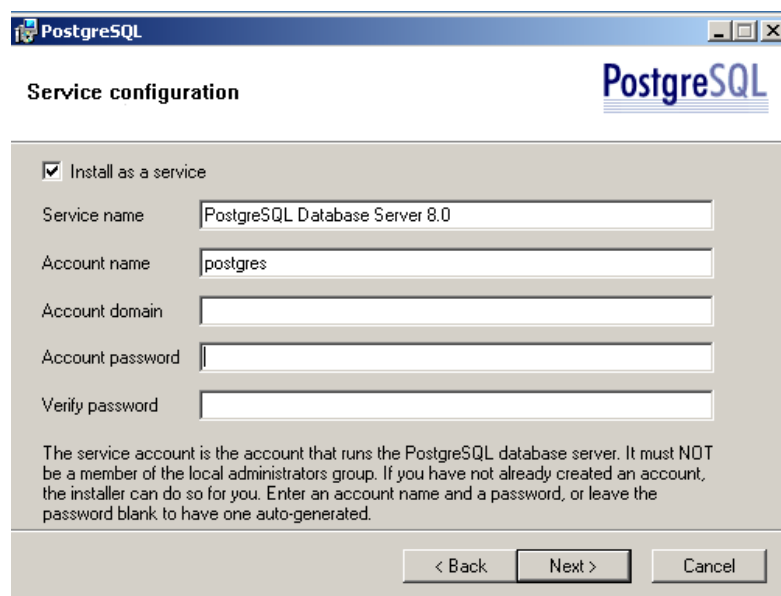 PostgreSQL
Service configuration
PostgreSQL
Install as a service
Service name PostgreSQL Database Server 8.0
Account name postgres
Account domain
Account password
Verify password
The service account is the account that runs the PostgreSQL database server. It must NOT
be a member of the local administrators group. If you have not already created an account,
the installer can do so for you. Enter an account name and a password, or leave the
password blank to have one auto-generated.
< Back Next > Cancel